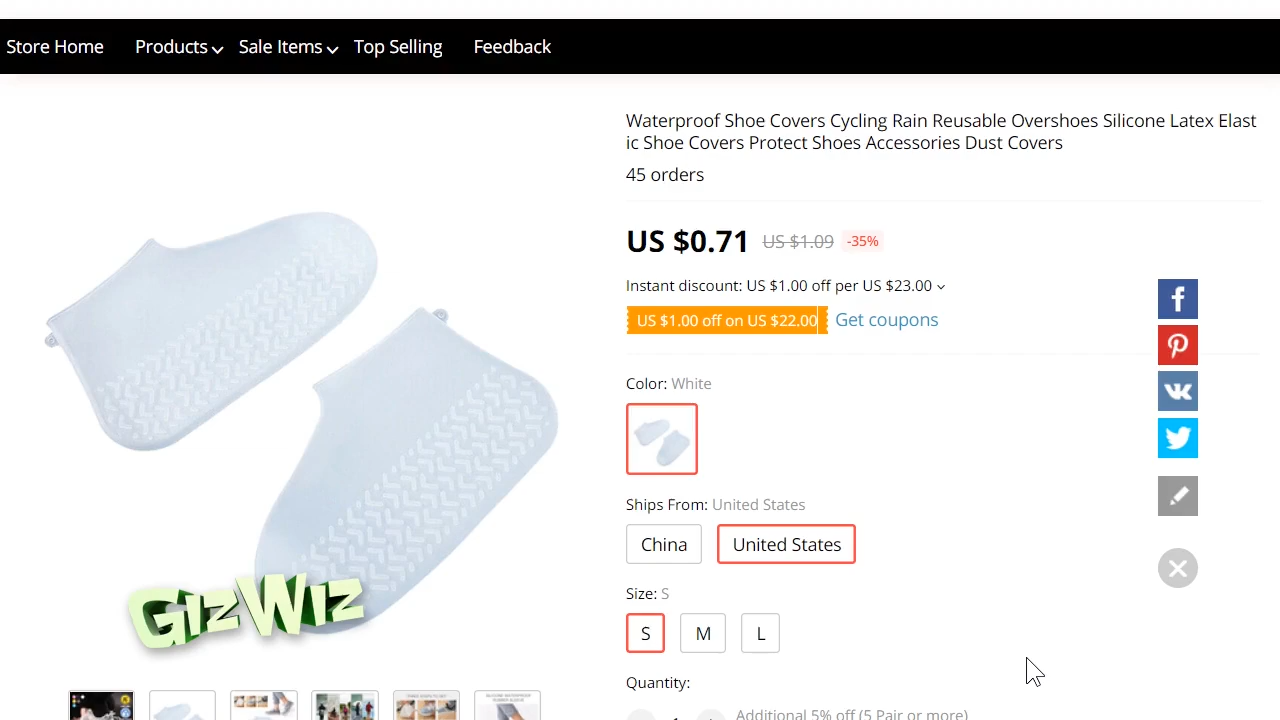 Store Home Products Sale Items Top Selling Feedback
Waterproof Shoe Covers Cycling Rain Reusable Overshoes Silicone Latex Elast
ic Shoe Covers Protect Shoes Accessories Dust Covers
45 orders
US $0.71 US $1.09 -35%
Instant discount: US $1.00 off per US $23.00
US $1.00 off on US $22.00 Get coupons
Color: White
Ships From: United States
China United States
GizWiz
Size: S
S M L
Quantity:
1 Additional 5% off (5 Pair or more)